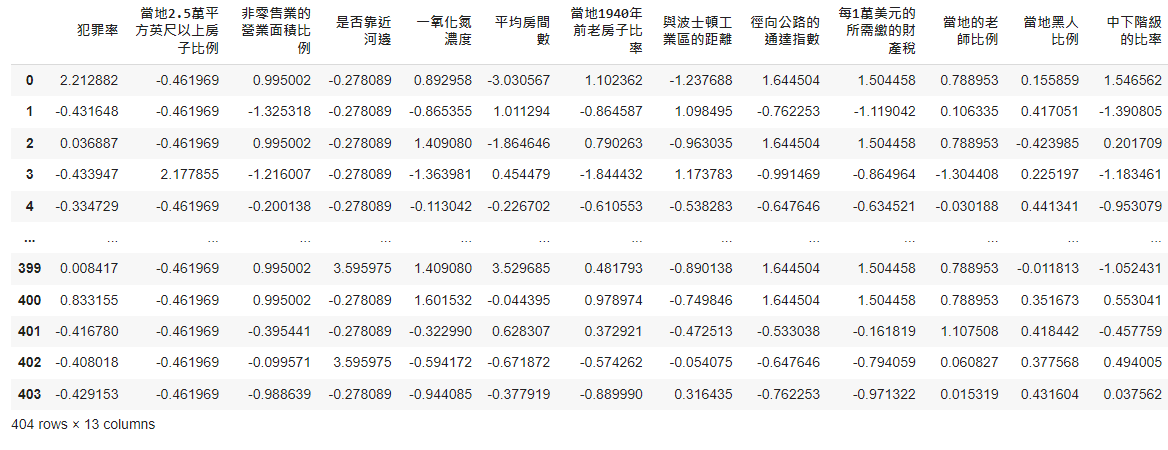 犯罪率 當地2.5萬平方英尺以上房子比例 非零售業的營業面積比例 是否靠近河邊 一氧化氮濃度 平均房間數 當地1940年前老房子比率 與波士頓工業區的距離 徑向公路的通達指數 每1萬美元的所需繳的財產稅 當地的老師比例 當地黑人比例 中下階級的比率
0 2.212882 -0.461969 0.995002 -0.278089 0.892958 -3.030567 1.102362 -1.237688 1.644504 1.504458 0.788953 0.155859 1.546562
1 -0.431648 -0.461969 -1.325318 -0.278089 -0.865355 1.011294 -0.864587 1.098495 -0.762253 -1.119042 0.106335 0.417051 -1.390805
2 0.036887 -0.461969 0.995002 -0.278089 1.409080 -1.864646 0.790263 -0.963035 1.644504 1.504458 0.788953 -0.423985 0.201709
3 -0.433947 2.177855 -1.216007 -0.278089 -1.363981 0.454479 -1.844432 1.173783 -0.991469 -0.864964 -1.304408 0.225197 -1.183461
4 -0.334729 -0.461969 -0.200138 -0.278089 -0.113042 -0.226702 -0.610553 -0.538283 -0.647646 -0.634521 -0.030188 0.441341 -0.953079
... ... ... ... ... ... ... ... ... ... ... ... ... ...
399 0.008417 -0.461969 0.995002 3.595975 1.409080 3.529685 0.481793 -0.890138 1.644504 1.504458 0.788953 -0.011813 -1.052431
400 0.833155 -0.461969 0.995002 -0.278089 1.601532 -0.044395 0.978974 -0.749846 1.644504 1.504458 0.788953 0.351673 0.553041
401 -0.416780 -0.461969 -0.395441 -0.278089 -0.322990 0.628307 0.372921 -0.472513 -0.533038 -0.161819 1.107508 0.418442 -0.457759
402 -0.408018 -0.461969 -0.099571 3.595975 -0.594172 -0.671872 -0.574262 -0.054075 -0.647646 -0.794059 0.060827 0.377568 0.494005
403 -0.429153 -0.461969 -0.988639 -0.278089 -0.944085 -0.377919 -0.889990 0.316435 -0.762253 -0.971322 0.015319 0.431604 0.037562
404 rows × 13 columns